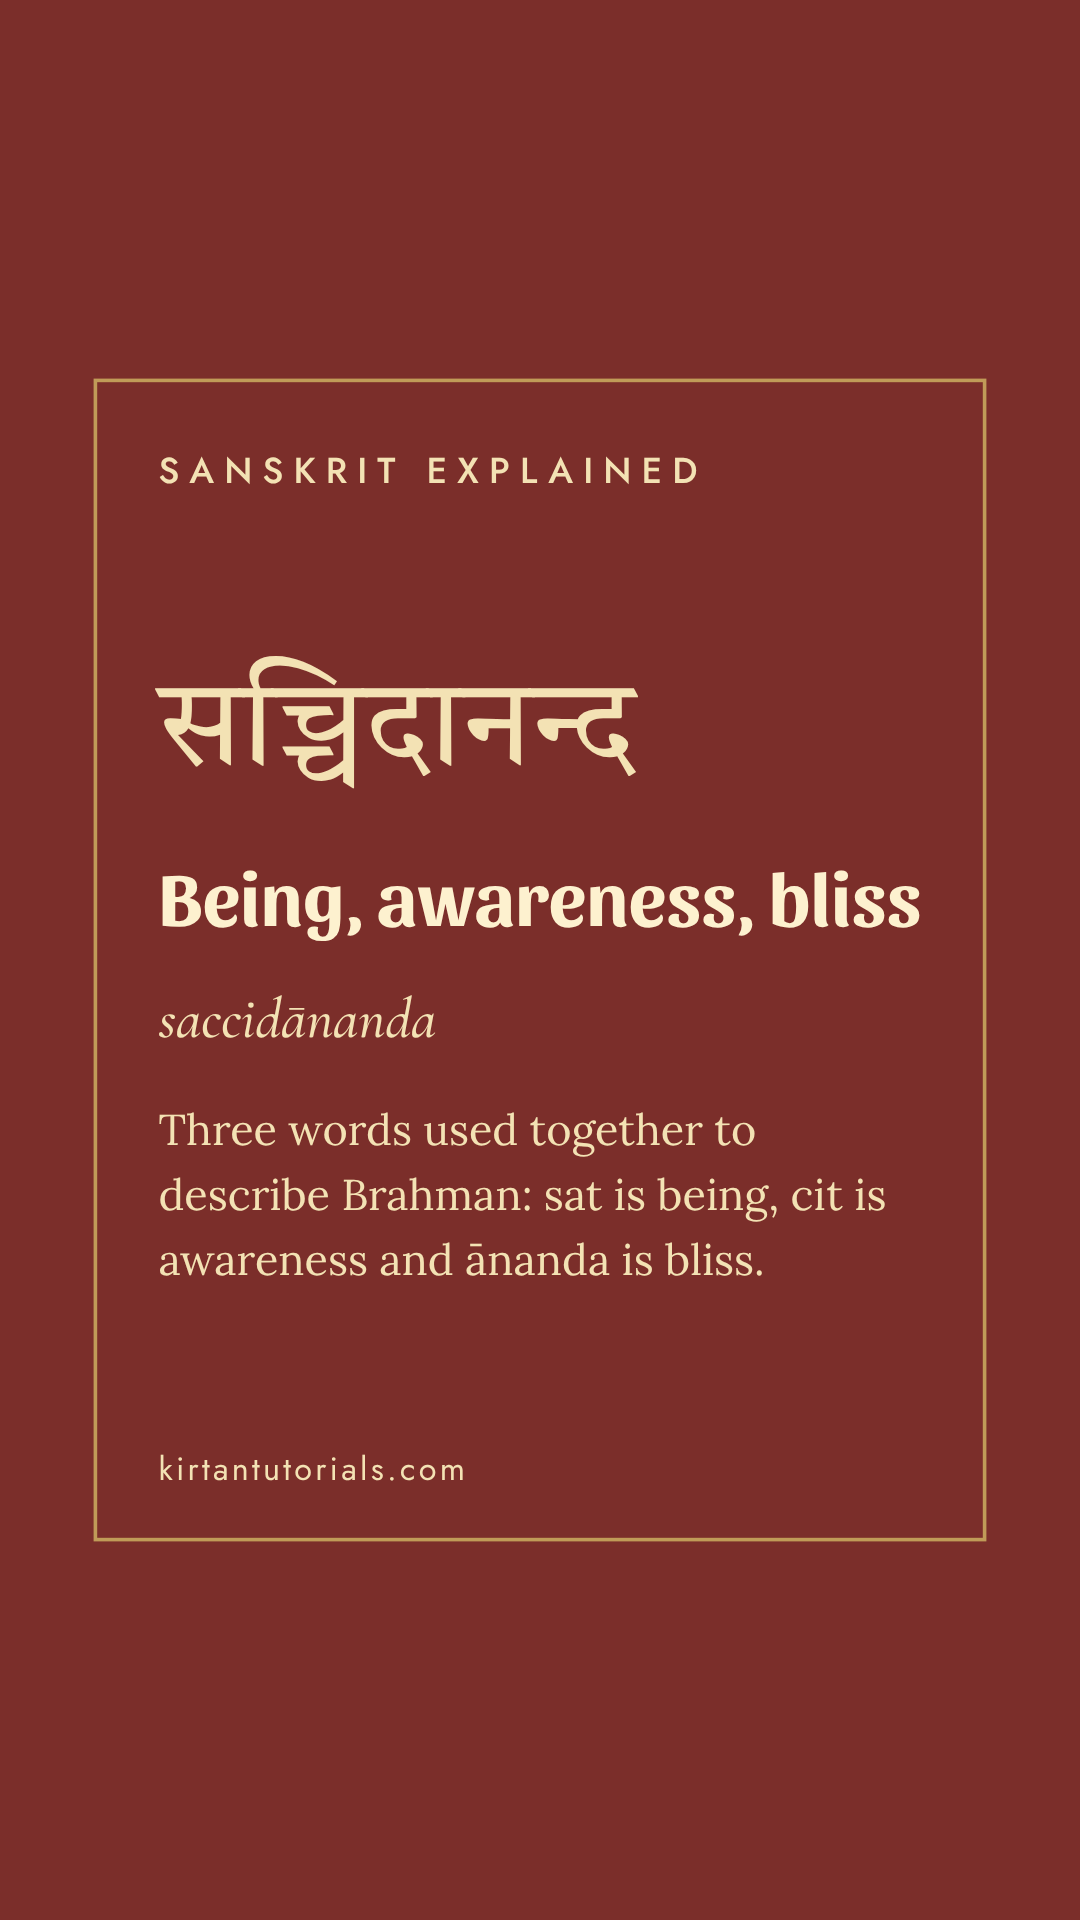 SANSKRIT EXPLAINED
सच्चिदानन्द
Being, awareness, bliss
saccidānanda
Three words used together to
describe Brahman: sat is being, cit is
awareness and ānanda is bliss.
kirtantutorials.com